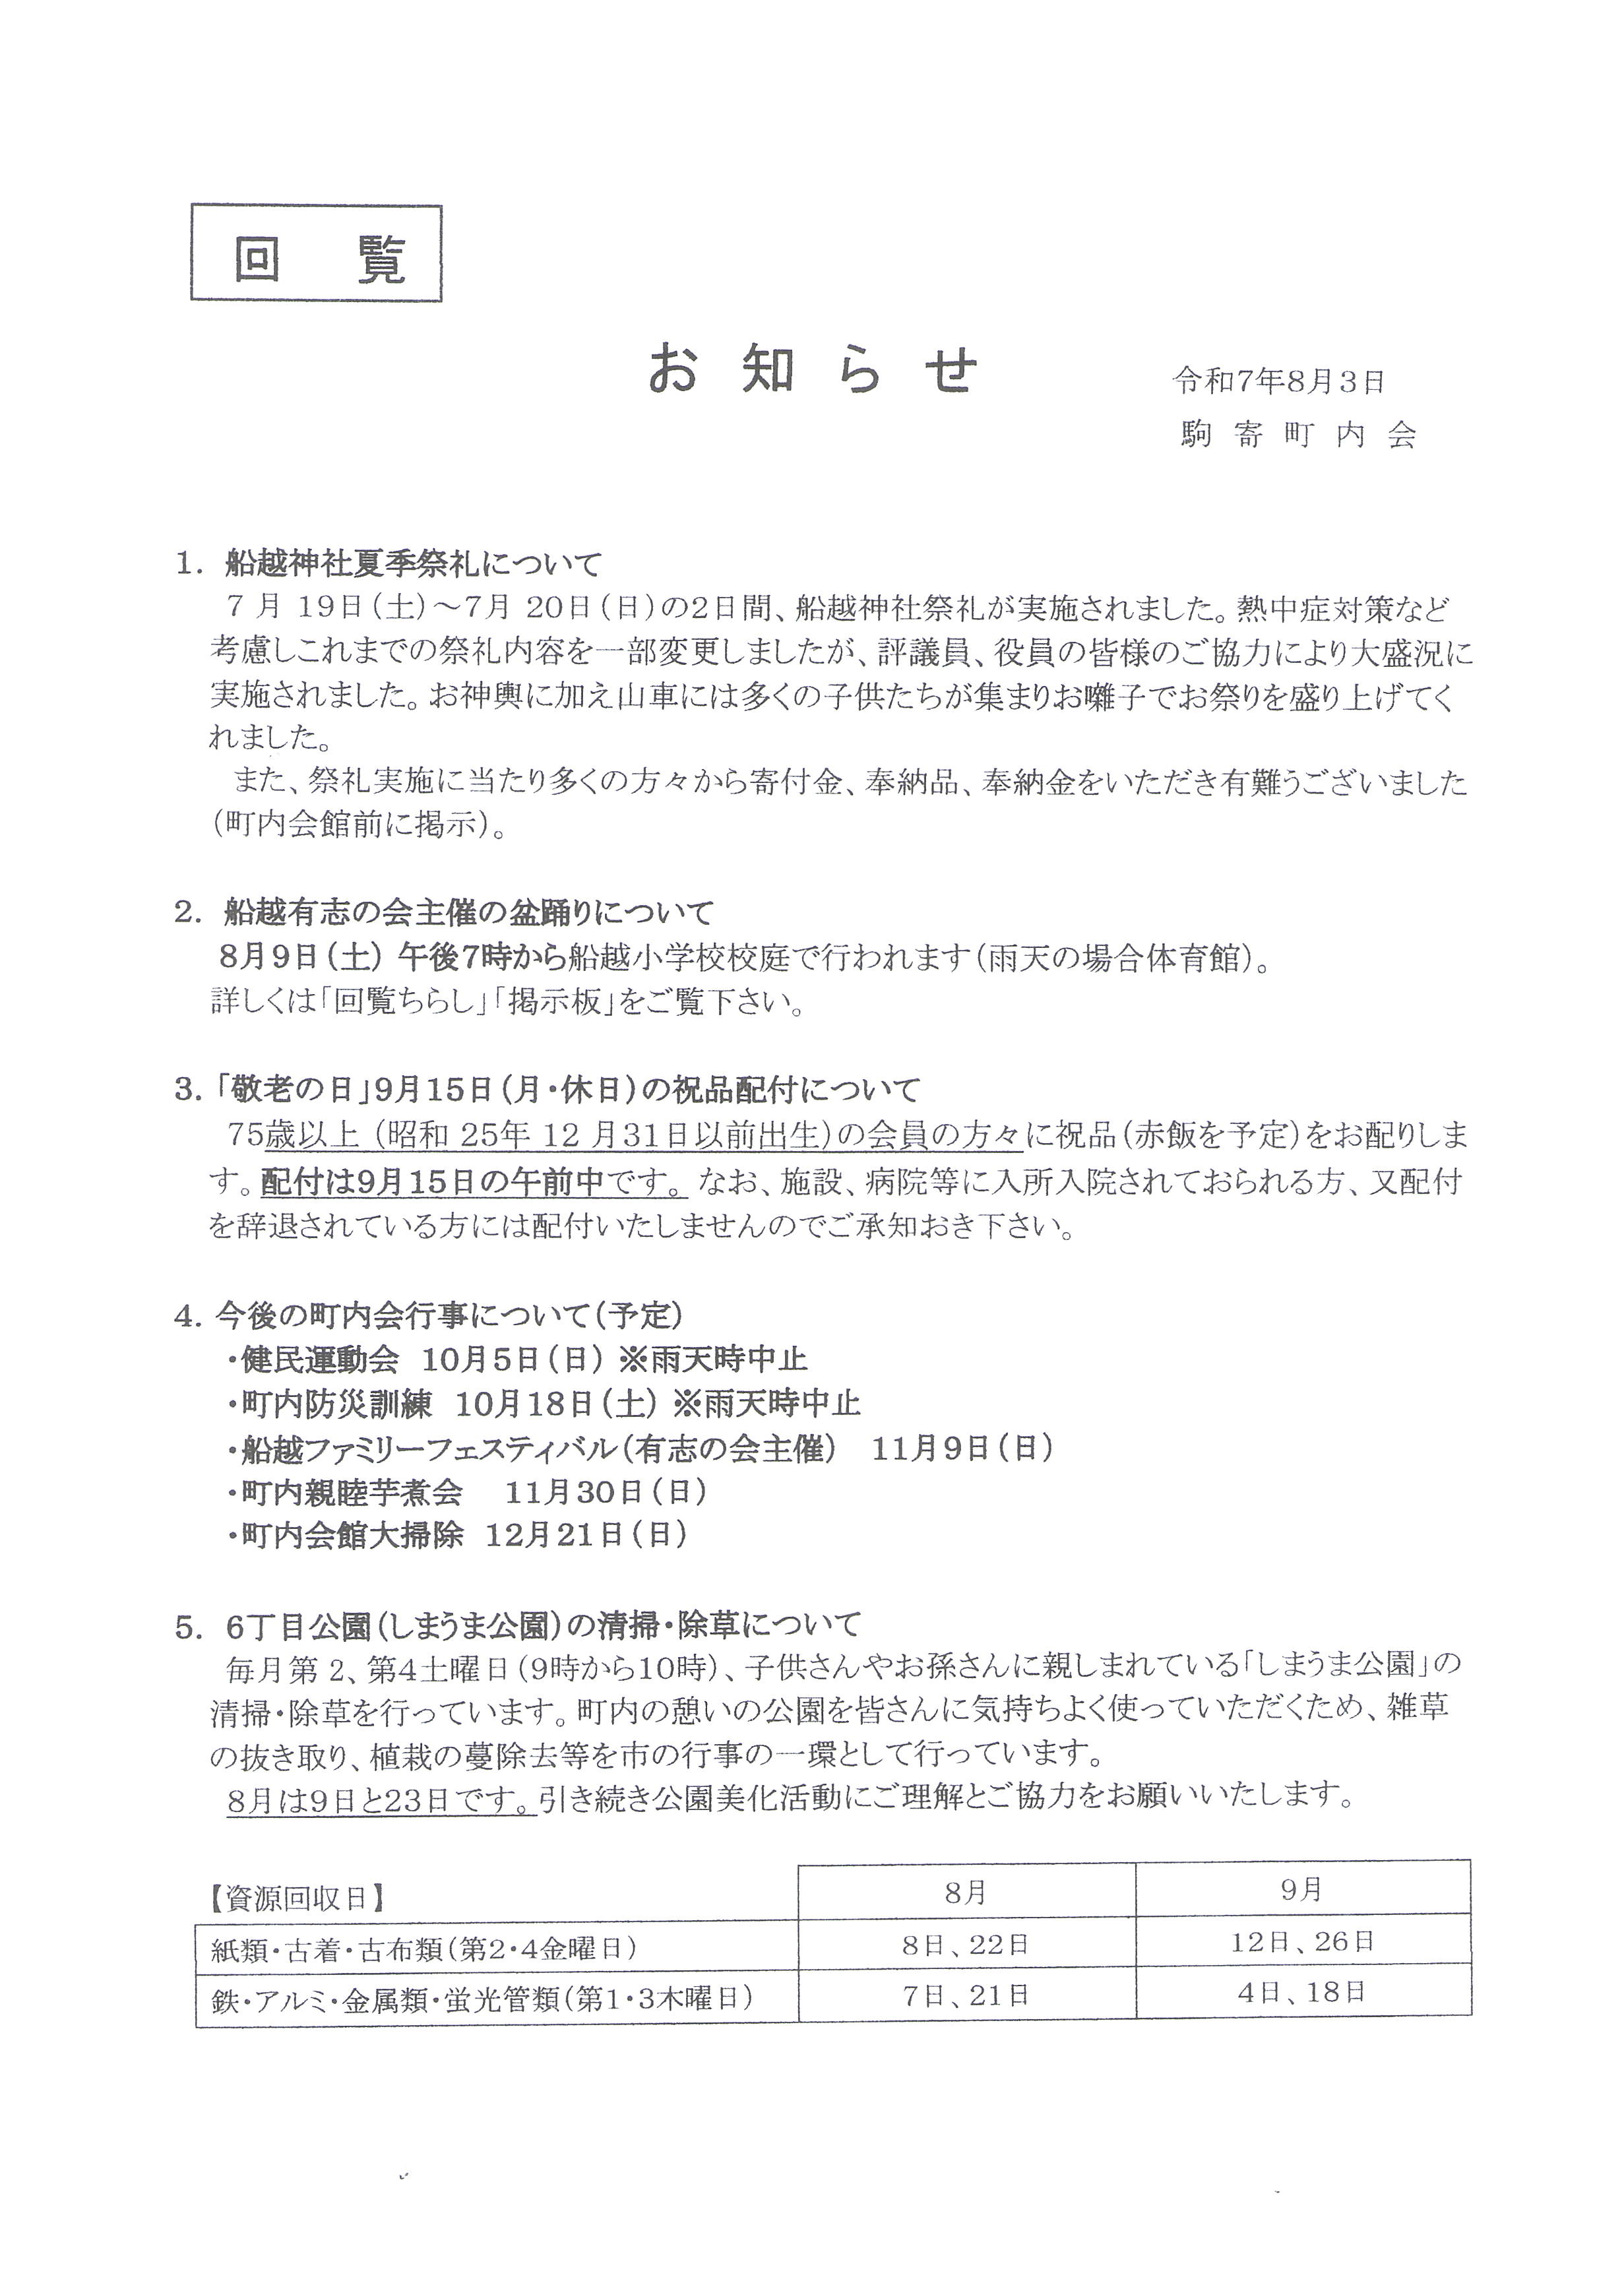 回 覧
お 知 ら せ
令和7年8月3日
駒 寄 町 内 会
1. 船越神社夏季祭礼について
7 月 19日(土)～7月 20日(日)の2日間、船越神社祭礼が実施されました。熱中症対策など
考慮しこれまでの祭礼内容を一部変更しましたが、評議員、役員の皆様のご協力により大盛況に
実施されました。お神輿に加え山車には多くの子供たちが集まりお囃子でお祭りを盛り上げてく
れました。
また、祭礼実施に当たり多くの方々から寄付金、奉納品、奉納金をいただき有難うございました
(町内会館前に掲示)。
2. 船越有志の会主催の盆踊りについて
8月9日(土) 午後7時から船越小学校校庭で行われます(雨天の場合体育館)。
詳しくは「回覧ちらし」「掲示板」をご覧下さい。
3. 「敬老の日」9月15日(月・休日)の祝品配付について
75歳以上 (昭和 25年 12 月31日以前出生)の会員の方々に祝品(赤飯を予定)をお配りしま
す。配付は9月15日の午前中です。なお、施設、病院等に入所入院されておられる方、又配付
を辞退されている方には配付いたしませんのでご承知おき下さい。
4. 今後の町内会行事について(予定)
・健民運動会 10月5日(日) ※雨天時中止
・町内防災訓練 10月18日(土) ※雨天時中止
・船越ファミリーフェスティバル(有志の会主催) 11月9日(日)
・町内親睦芋煮会 11月30日(日)
・町内会館大掃除 12月21日(日)
5. 6丁目公園(しまうま公園)の清掃・除草について
毎月第 2、第4土曜日(9時から10時)、子供さんやお孫さんに親しまれている「しまうま公園」の
清掃・除草を行っています。町内の憩いの公園を皆さんに気持ちよく使っていただくため、雑草
の抜き取り、植栽の蔓除去等を市の行事の一環として行っています。
8月は9日と23日です。引き続き公園美化活動にご理解とご協力をお願いいたします。
【資源回収日】 8月 9月
紙類・古着・古布類(第2・4金曜日) 8日、22日 12日、26日
鉄・アルミ・金属類・蛍光管類(第1・3木曜日) 7日、21日 4日、18日